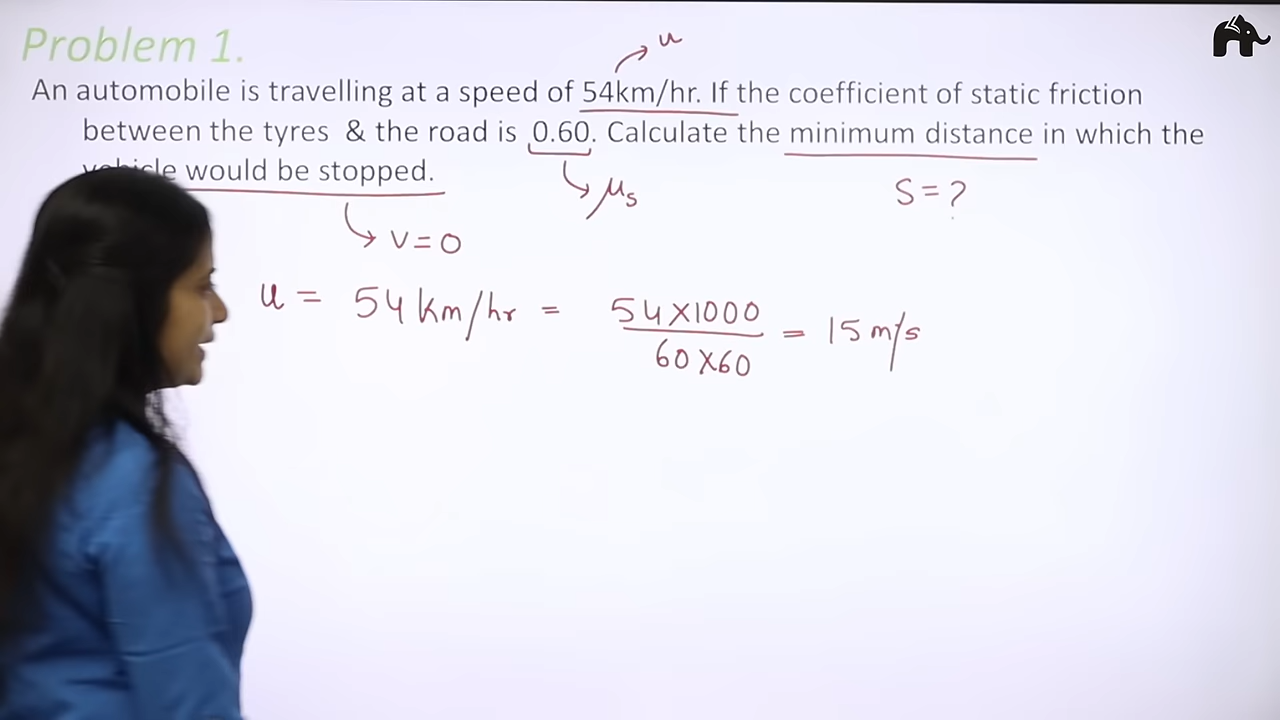 Problem 1.
u
An automobile is travelling at a speed of 54km/hr. If the coefficient of static friction
between the tyres & the road is 0.60. Calculate the minimum distance in which the
vehicle would be stopped.
μs
S = ?
v = 0
u = 54 km/hr = 54×1000 / 60×60 = 15 m/s